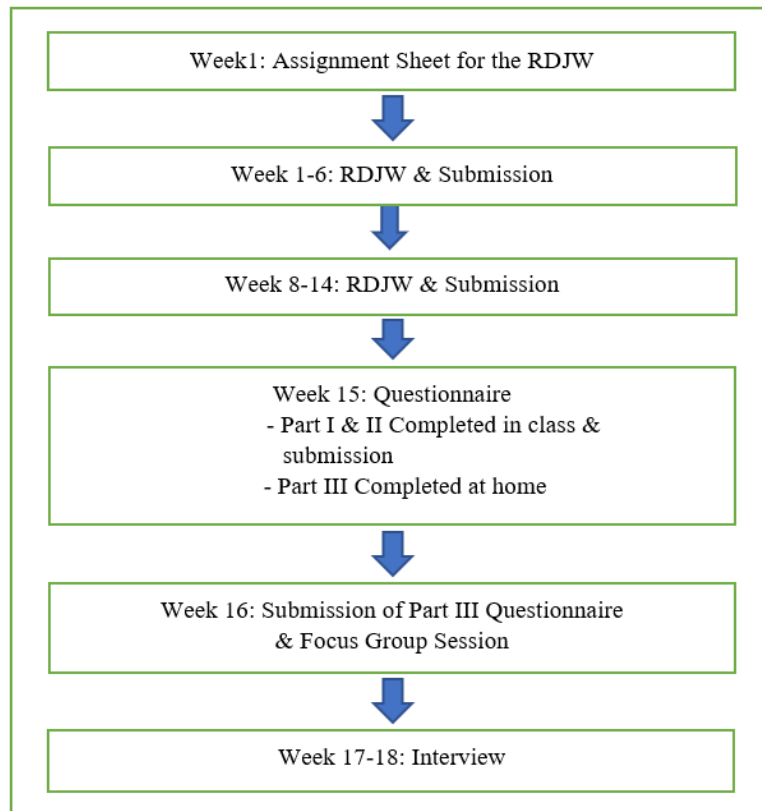 Week1: Assignment Sheet for the RDJW
Week 1-6: RDJW & Submission
Week 8-14: RDJW & Submission
Week 15: Questionnaire
- Part I & II Completed in class &
submission
- Part III Completed at home
Week 16: Submission of Part III Questionnaire
& Focus Group Session
Week 17-18: Interview